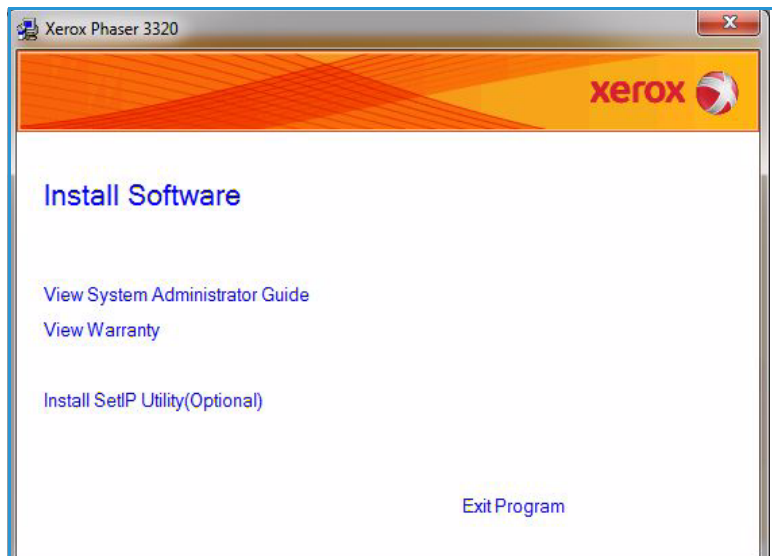 Xerox Phaser 3320
xerox
Install Software
View System Administrator Guide
View Warranty
Install SetIP Utility(Optional)
Exit Program